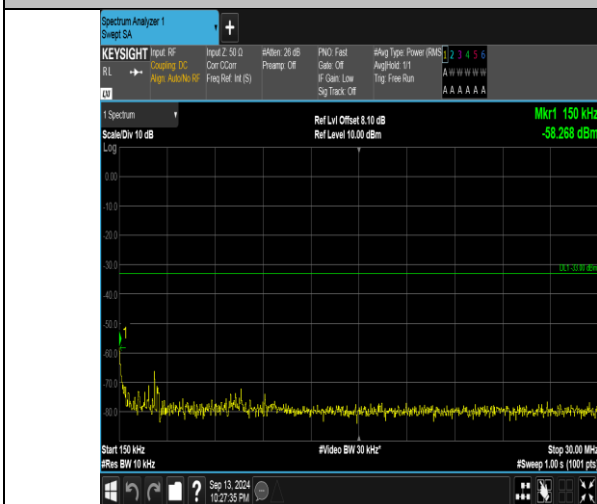 Spectrum Analyzer 1
Swept SA
+
KEYSIGHT
RL
Input: RF
Coupling: DC
Align: Auto/No RF
Input Z: 50 Ω
Corr CCorr
Freq Ref: Int (S)
#Atten: 26 dB
Preamp: Off
PNO: Fast
Gate: Off
IF Gain: Low
Sig Track: Off
#Avg Type: Power (RMS
Avg|Hold: 1/1
Trig: Free Run
1 2 3 4 5 6
A W W W W W
A A A A A A
1 Spectrum
Scale/Div 10 dB
Log
Ref Lvl Offset 8.10 dB
Ref Level 10.00 dBm
Mkr1 150 kHz
-58.268 dBm
0.00
-10.0
-20.0
-30.0
DL1 -33.00 dBm
-40.0
-50.0
1
-60.0
-70.0
-80.0
Start 150 kHz
#Res BW 10 kHz
#Video BW 30 kHz*
Stop 30.00 MHz
#Sweep 1.00 s (1001 pts)
?
Sep 13, 2024
10:27:35 PM